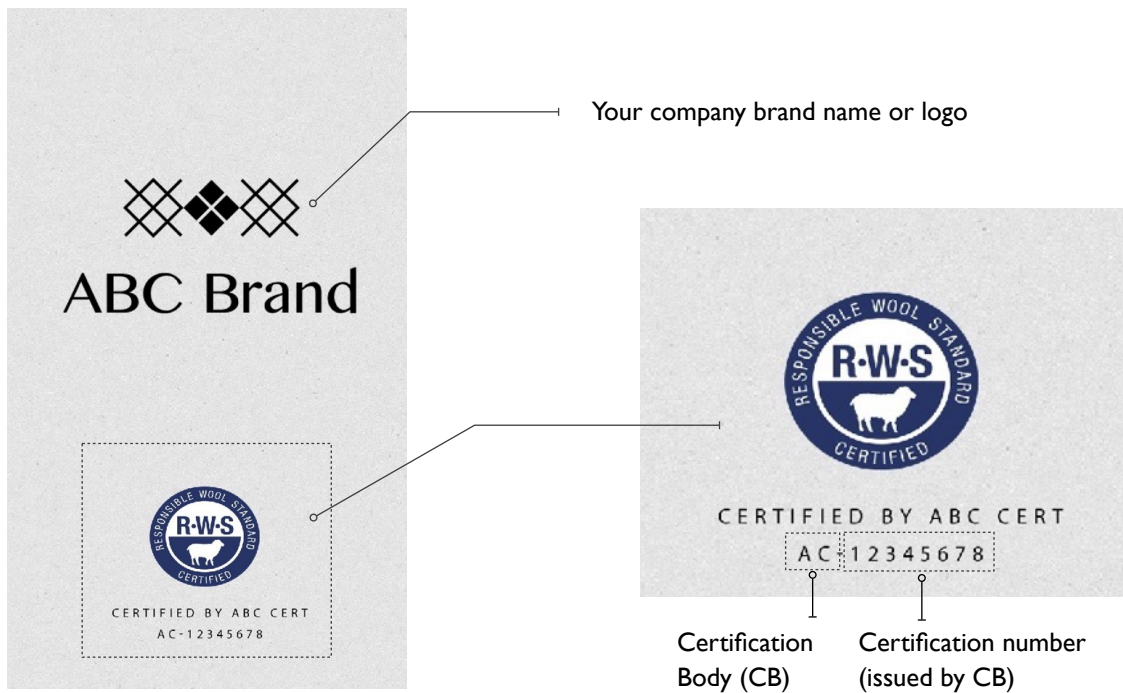 Your company brand name or logo
ABC Brand
RESPONSIBLE WOOL STANDARD
R·W·S
CERTIFIED
CERTIFIED BY ABC CERT
AC-12345678
RESPONSIBLE WOOL STANDARD
R·W·S
CERTIFIED
CERTIFIED BY ABC CERT
AC-12345678
Certification
Body (CB)
Certification number
(issued by CB)